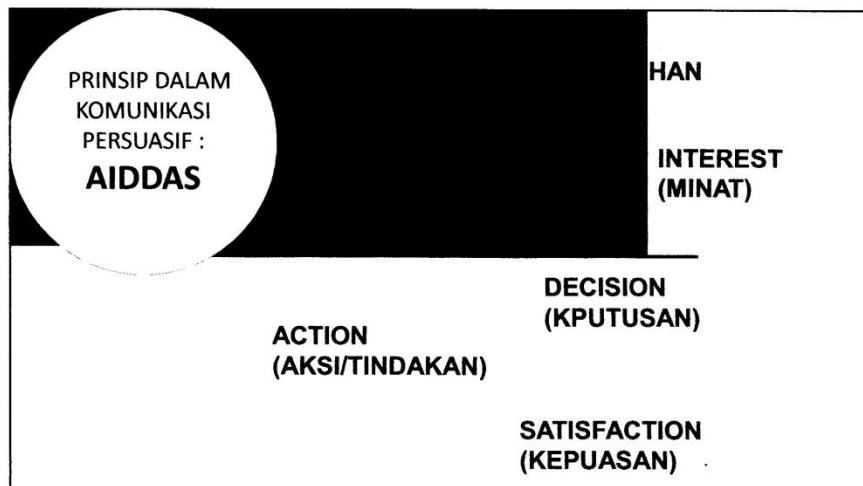 PRINSIP DALAM
KOMUNIKASI
PERSUASIF :
AIDDAS
HAN
INTEREST
(MINAT)
DECISION
(KPUTUSAN)
ACTION
(AKSI/TINDAKAN)
SATISFACTION
(KEPUASAN)